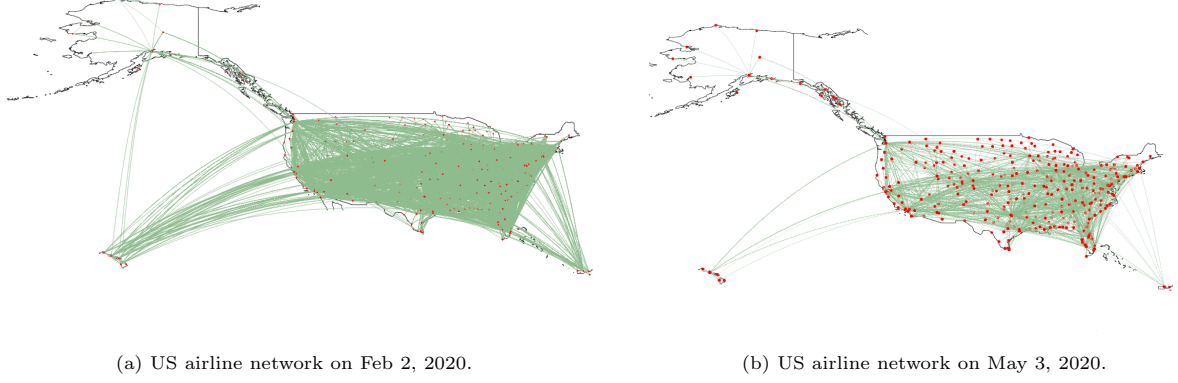 (a) US airline network on Feb 2, 2020.
(b) US airline network on May 3, 2020.